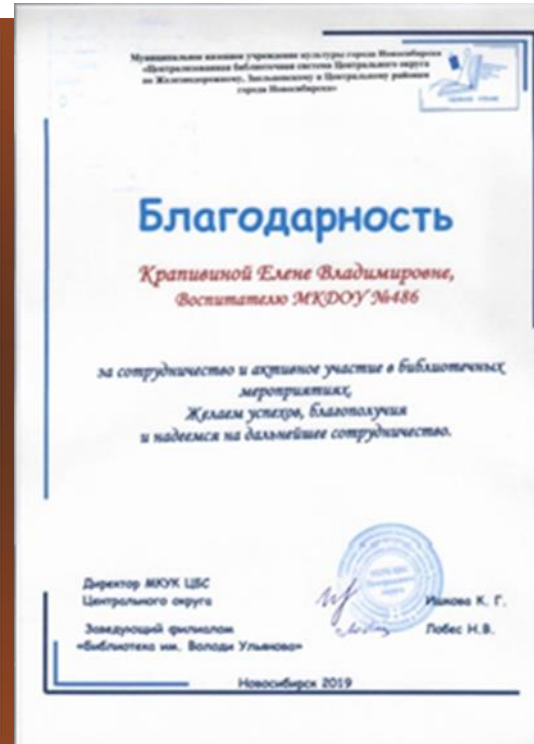 Муниципальное казенное учреждение культуры города Новосибирска
«Централизованная библиотечная система Центрального округа
по Железнодорожному, Заельцовскому и Центральному районам
города Новосибирска»
Благодарность
Крапивиной Елене Владимировне,
Воспитателю МКДОУ №486
за сотрудничество и активное участие в библиотечных
мероприятиях,
Желаем успехов, благополучия
и надеемся на дальнейшее сотрудничество.
Директор МКУК ЦБС
Центрального округа
К. Г.
Заведующий филиалом
«Библиотека им. Володи Ульянова»
Лобес Н.В.
Новосибирск 2019